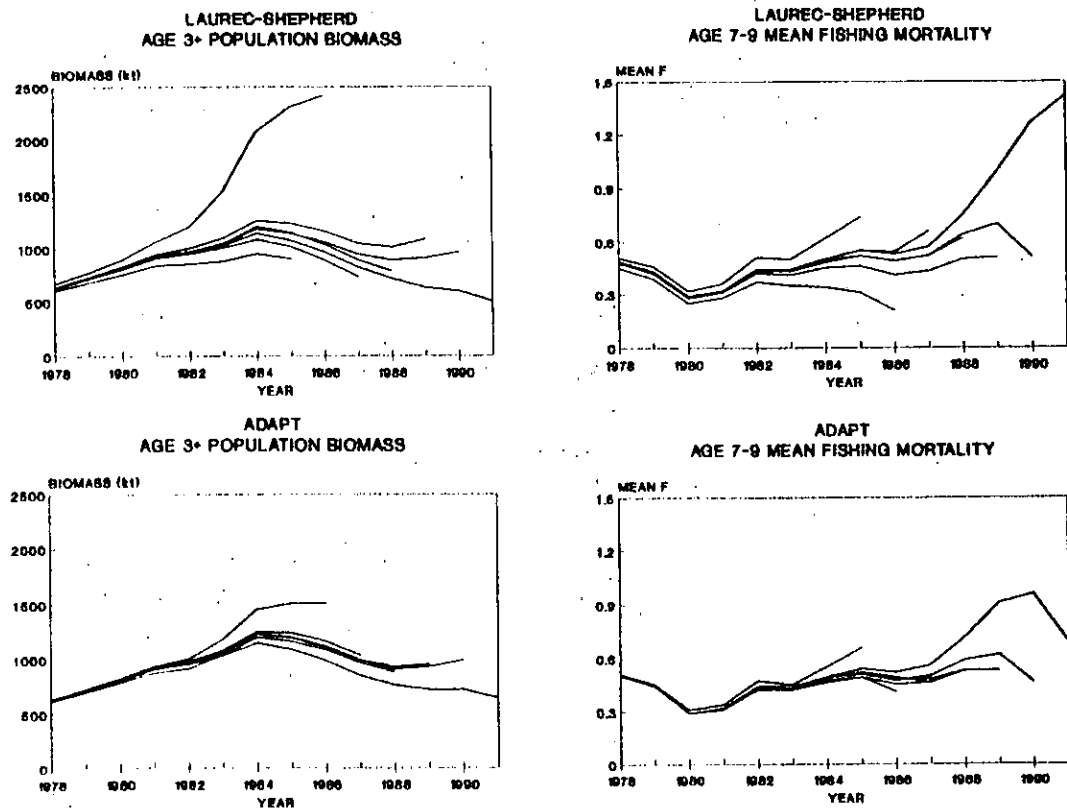 LAUREC-SHEPHERD
AGE 3+ POPULATION BIOMASS
BIOMASS (kt)
2500
2000
1500
1000
500
0
1978 1980 1982 1984 1986 1988 1990
YEAR
LAUREC-SHEPHERD
AGE 7-9 MEAN FISHING MORTALITY
MEAN F
1.5
1.2
0.9
0.6
0.3
0
1978 1980 1982 1984 1986 1988 1990
YEAR
ADAPT
AGE 3+ POPULATION BIOMASS
BIOMASS (kt)
2500
2000
1500
1000
500
0
1978 1980 1982 1984 1986 1988 1990
YEAR
ADAPT
AGE 7-9 MEAN FISHING MORTALITY
MEAN F
1.5
1.2
0.9
0.6
0.3
0
1978 1980 1982 1984 1986 1988 1990
YEAR